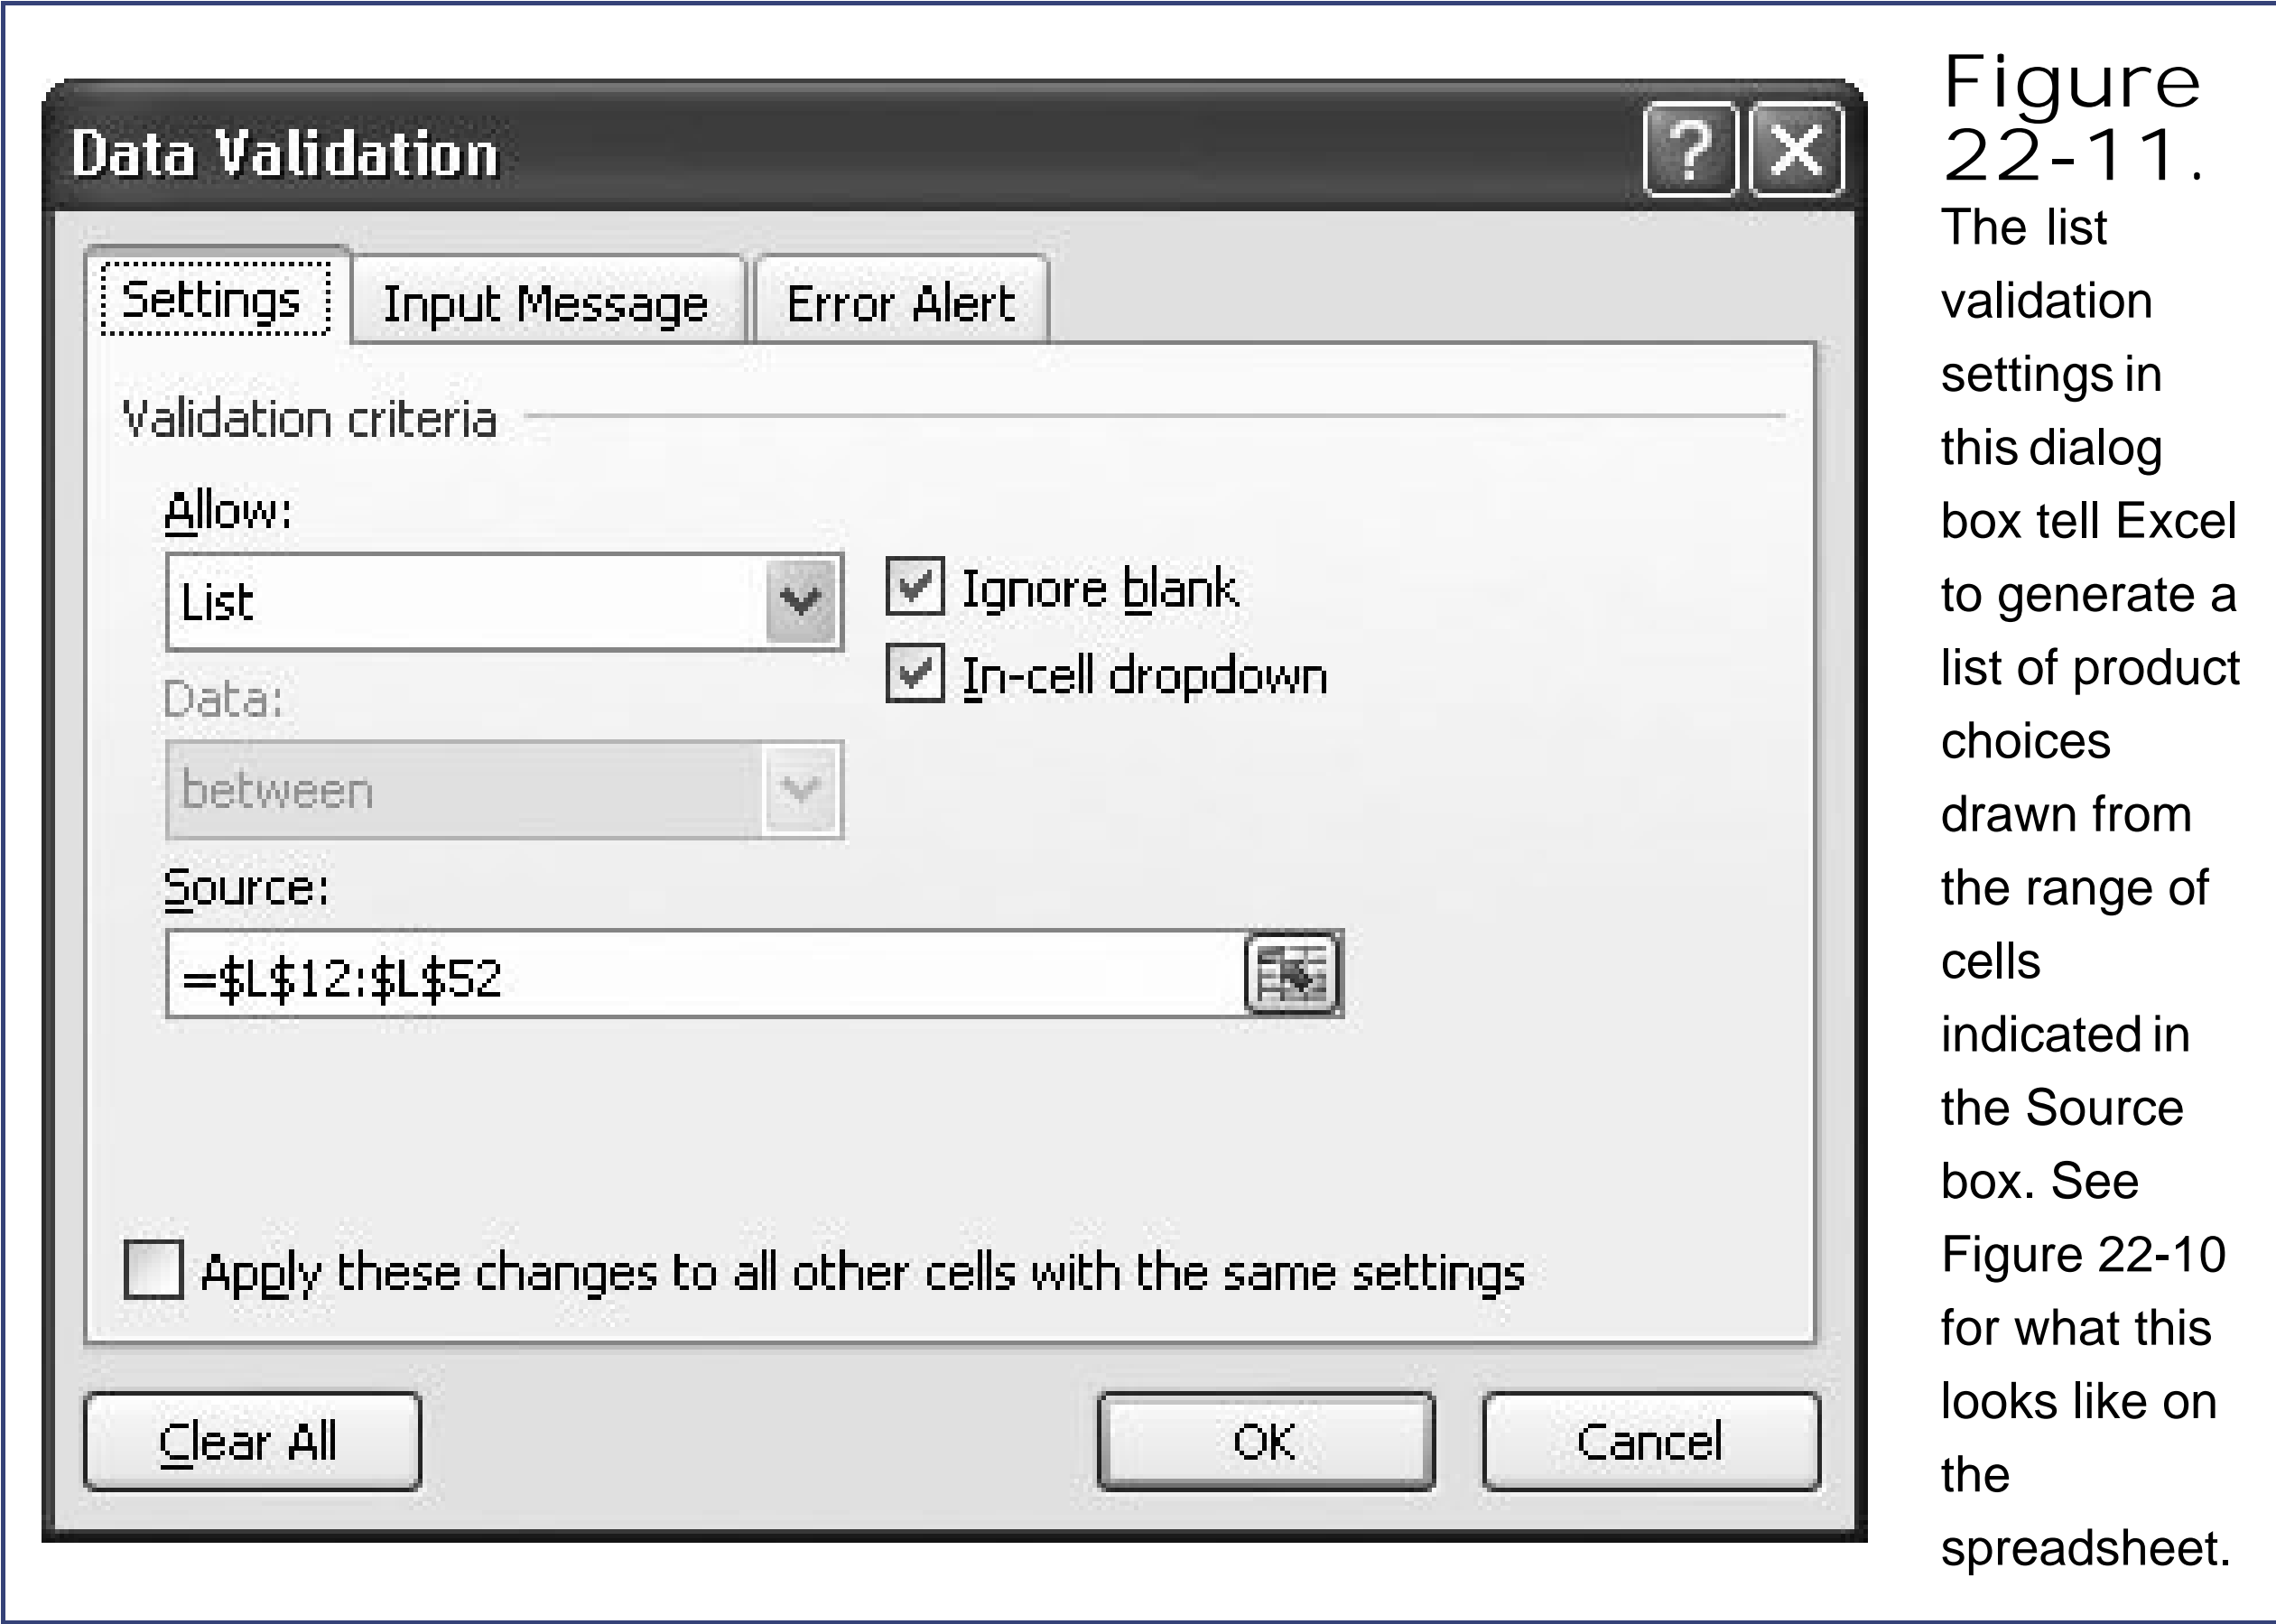 Data Validation
Settings
Input Message
Error Alert
Validation criteria
Allow:
List
Ignore blank
In-cell dropdown
Data:
between
Source:
=$L$12:$L$52
Apply these changes to all other cells with the same settings
Clear All
OK
Cancel
Figure
22-11.
The list
validation
settings in
this dialog
box tell Excel
to generate a
list of product
choices
drawn from
the range of
cells
indicated in
the Source
box. See
Figure 22-10
for what this
looks like on
the
spreadsheet.